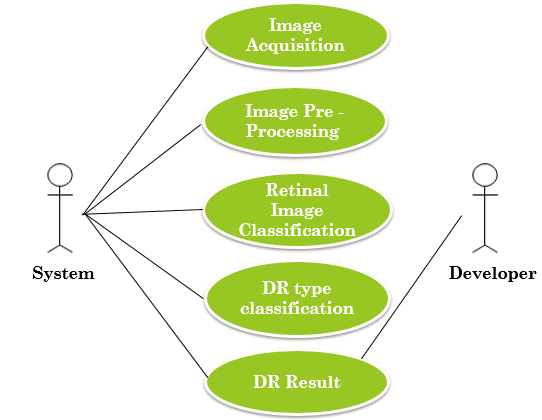 Image
Acquisition
Image Pre -
Processing
Retinal
Image
Classification
System
Developer
DR type
classification
DR Result